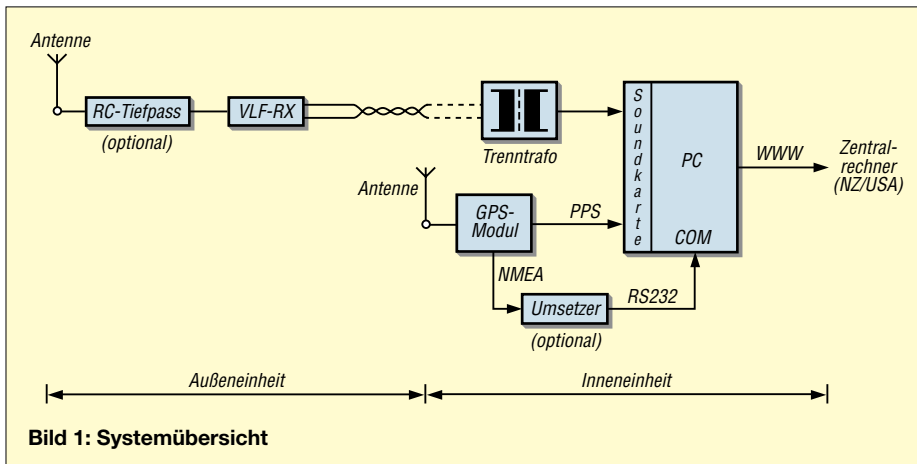 Antenne
RC-Tiefpass
(optional)
VLF-RX
Trenntrafo
Soundkarte
PC
COM
WWW
Zentral-
rechner
(NZ/USA)
Antenne
GPS-
Modul
PPS
NMEA
Umsetzer
(optional)
RS232
Außeneinheit
Inneneinheit
Bild 1: Systemübersicht